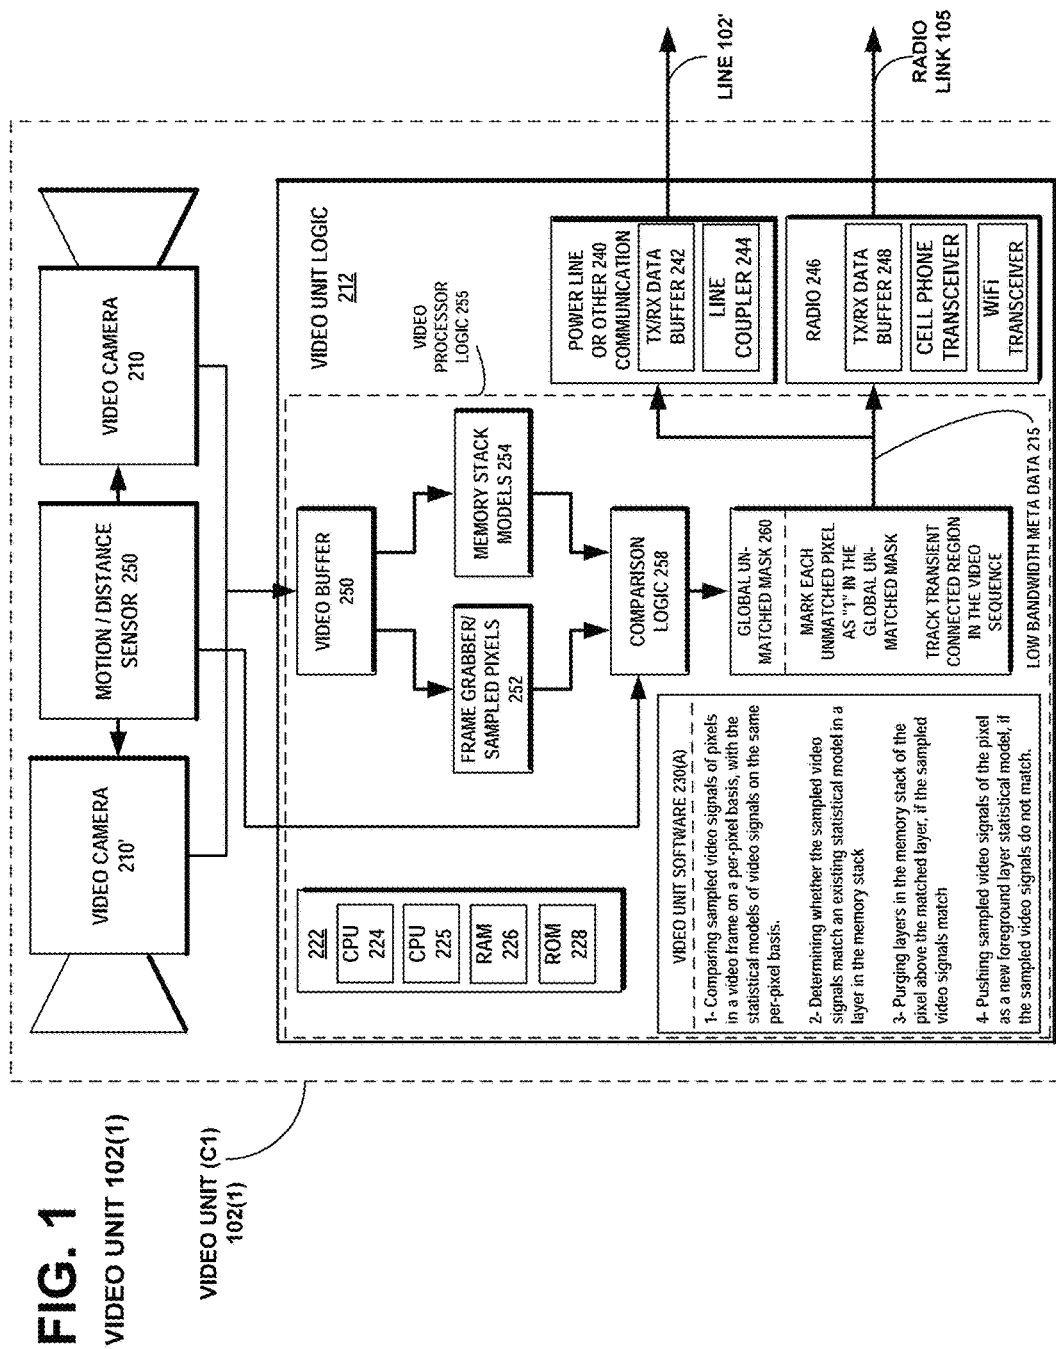 FIG. 1
VIDEO UNIT 102(1)
VIDEO UNIT (C1)
102(1)
VIDEO CAMERA
210'
MOTION / DISTANCE
SENSOR 250
VIDEO CAMERA
210
VIDEO UNIT LOGIC
212
VIDEO
PROCESSOR
LOGIC 255
222
CPU
224
CPU
225
RAM
226
ROM
228
VIDEO BUFFER
250
FRAME GRABBER/
SAMPLED PIXELS
252
MEMORY STACK
MODELS 254
COMPARISON
LOGIC 258
GLOBAL UN-
MATCHED MASK 260
MARK EACH
UNMATCHED PIXEL
AS "1" IN THE
GLOBAL UN-
MATCHED MASK
TRACK TRANSIENT
CONNECTED REGION
IN THE VIDEO
SEQUENCE
LOW BANDWIDTH META DATA 215
VIDEO UNIT SOFTWARE 230(A)
1- Comparing sampled video signals of pixels
in a video frame on a per-pixel basis, with the
statistical models of video signals on the same
per-pixel basis.
2- Determining whether the sampled video
signals match an existing statistical model in a
layer in the memory stack
3- Purging layers in the memory stack of the
pixel above the matched layer, if the sampled
video signals match
4- Pushing sampled video signals of the pixel
as a new foreground layer statistical model, if
the sampled video signals do not match.
POWER LINE
OR OTHER 240
COMMUNICATION
TX/RX DATA
BUFFER 242
LINE
COUPLER 244
RADIO 246
TX/RX DATA
BUFFER 248
CELL PHONE
TRANSCEIVER
WiFi
TRANSCEIVER
LINE 102'
RADIO
LINK 105